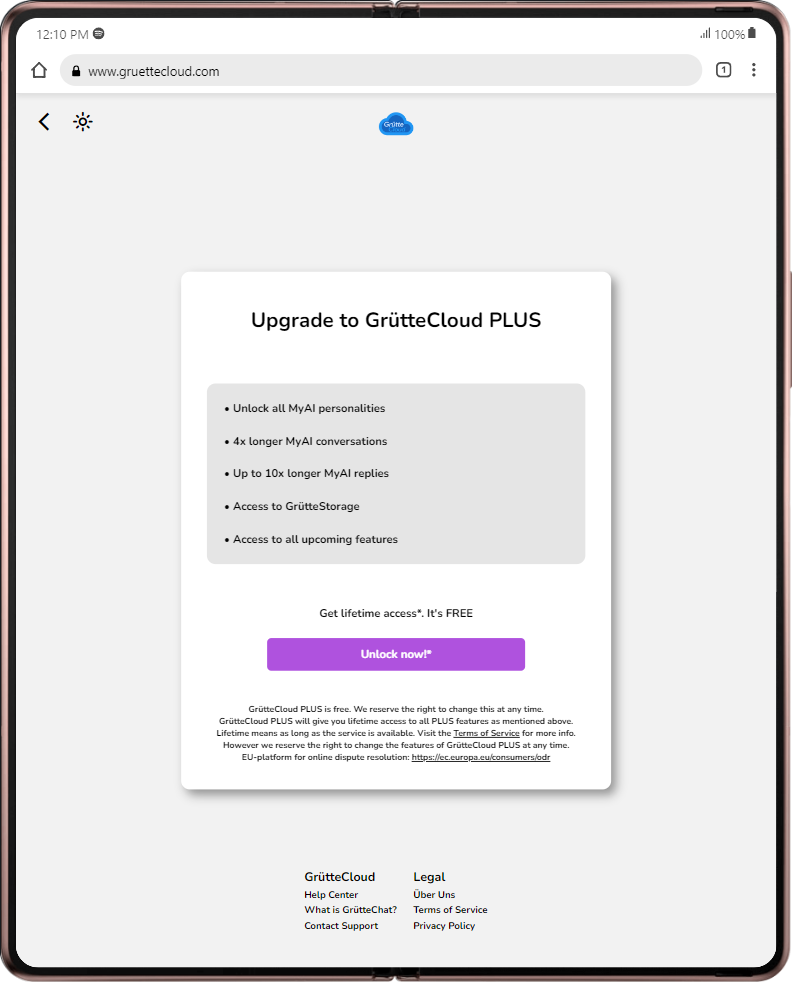 12:10 PM
100%
www.gruettecloud.com
1
Grütte
Upgrade to GrütteCloud PLUS
• Unlock all MyAI personalities
• 4x longer MyAI conversations
• Up to 10x longer MyAI replies
• Access to GrütteStorage
• Access to all upcoming features
Get lifetime access*. It's FREE
Unlock now!*
GrütteCloud PLUS is free. We reserve the right to change this at any time.
GrütteCloud PLUS will give you lifetime access to all PLUS features as mentioned above.
Lifetime means as long as the service is available. Visit the Terms of Service for more info.
However we reserve the right to change the features of GrütteCloud PLUS at any time.
EU-platform for online dispute resolution: https://ec.europa.eu/consumers/odr
GrütteCloud
Help Center
What is GrütteChat?
Contact Support
Legal
Über Uns
Terms of Service
Privacy Policy